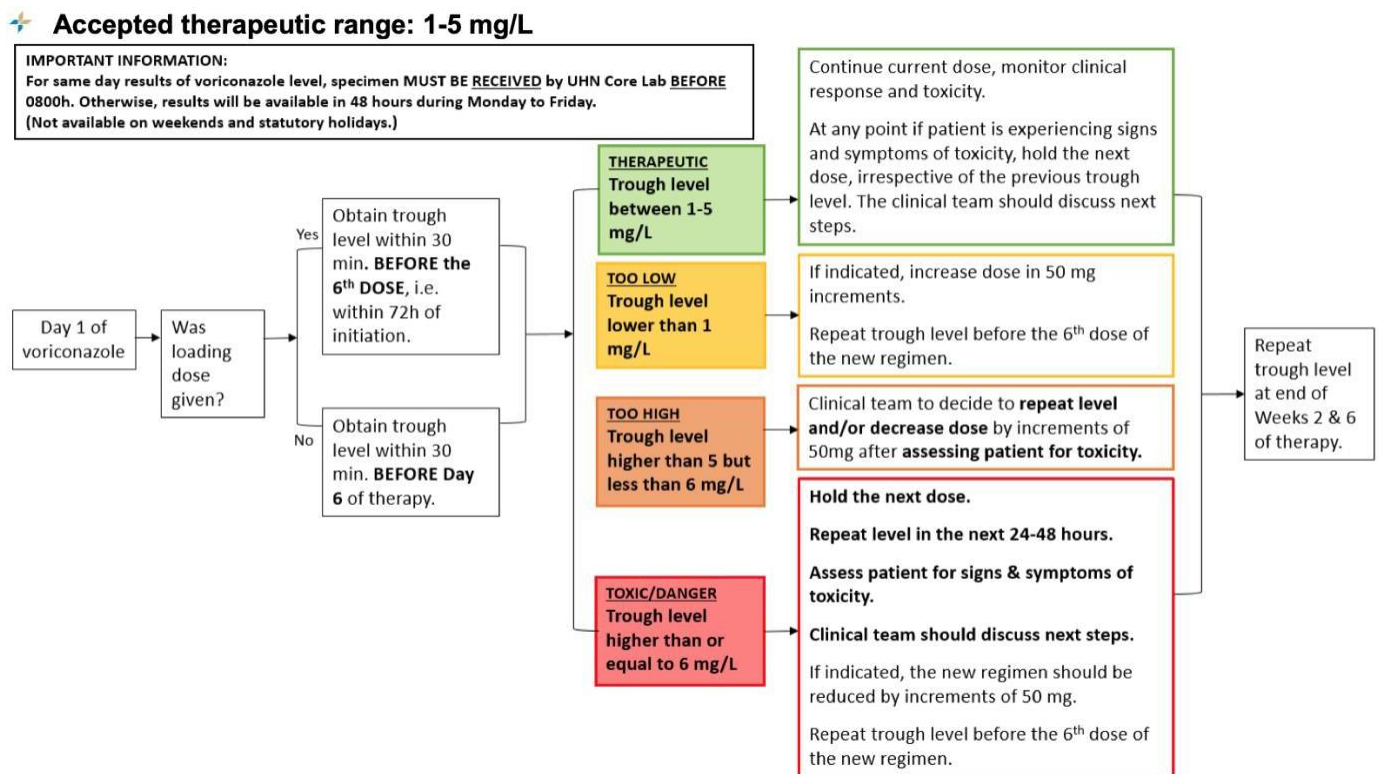 Accepted therapeutic range: 1-5 mg/L
IMPORTANT INFORMATION:
For same day results of voriconazole level, specimen MUST BE RECEIVED by UHN Core Lab BEFORE
0800h. Otherwise, results will be available in 48 hours during Monday to Friday.
(Not available on weekends and statutory holidays.)
Day 1 of
voriconazole
Was
loading
dose
given?
Yes
Obtain trough
level within 30
min. BEFORE the
6th DOSE, i.e.
within 72h of
initiation.
No
Obtain trough
level within 30
min. BEFORE Day
6 of therapy.
THERAPEUTIC
Trough level
between 1-5
mg/L
Continue current dose, monitor clinical
response and toxicity.
At any point if patient is experiencing signs
and symptoms of toxicity, hold the next
dose, irrespective of the previous trough
level. The clinical team should discuss next
steps.
TOO LOW
Trough level
lower than 1
mg/L
If indicated, increase dose in 50 mg
increments.
Repeat trough level before the 6th dose of
the new regimen.
TOO HIGH
Trough level
higher than 5 but
less than 6 mg/L
Clinical team to decide to repeat level
and/or decrease dose by increments of
50mg after assessing patient for toxicity.
TOXIC/DANGER
Trough level
higher than or
equal to 6 mg/L
Hold the next dose.
Repeat level in the next 24-48 hours.
Assess patient for signs & symptoms of
toxicity.
Clinical team should discuss next steps.
If indicated, the new regimen should be
reduced by increments of 50 mg.
Repeat trough level before the 6th dose of
the new regimen.
Repeat
trough level
at end of
Weeks 2 & 6
of therapy.